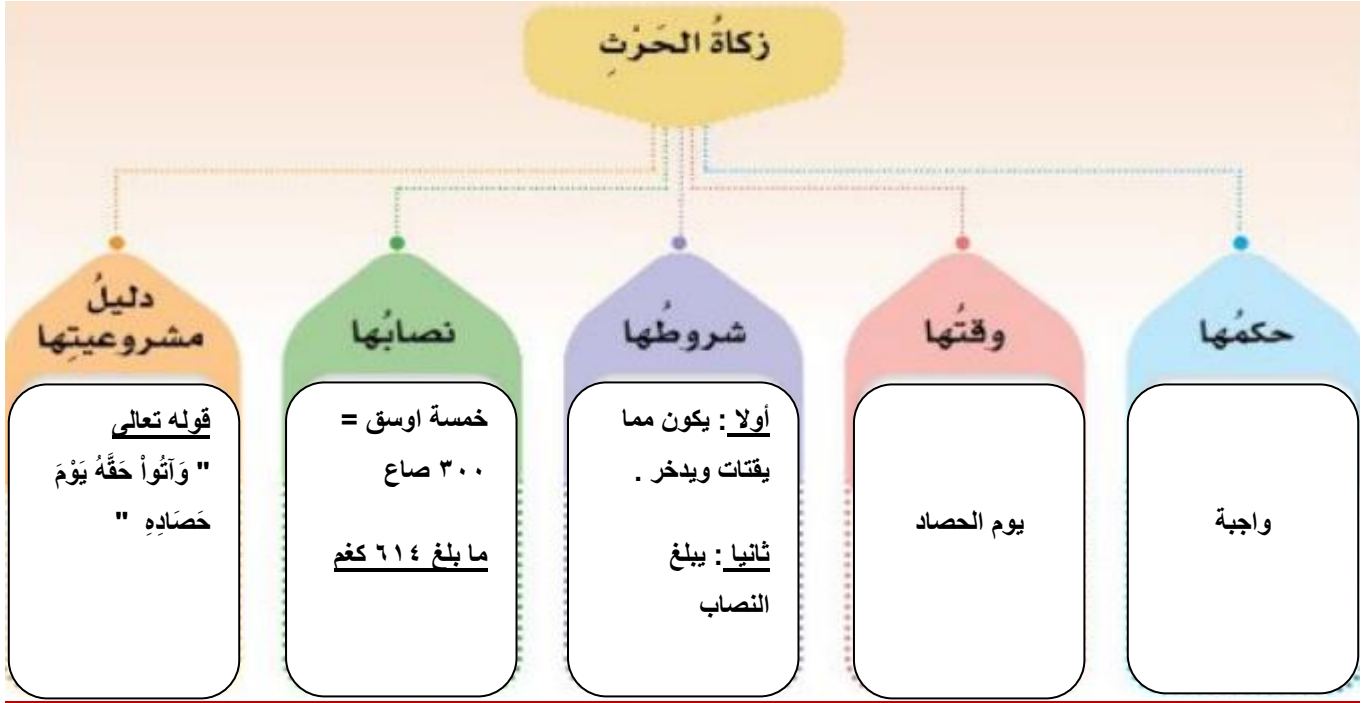 زكاةُ الحَرْثِ
حكمُها
واجبة
وقتُها
يوم الحصاد
شروطُها
أولا : يكون مما
يقتات ويدخر .
ثانيا : يبلغ
النصاب
نصابُها
خمسة اوسق =
٣٠٠ صاع
ما بلغ ٦١٤ كغم
دليلُ
مشروعيتِها
قوله تعالى
" وَآتُواْ حَقَّهُ يَوْمَ
حَصَادِهِ "